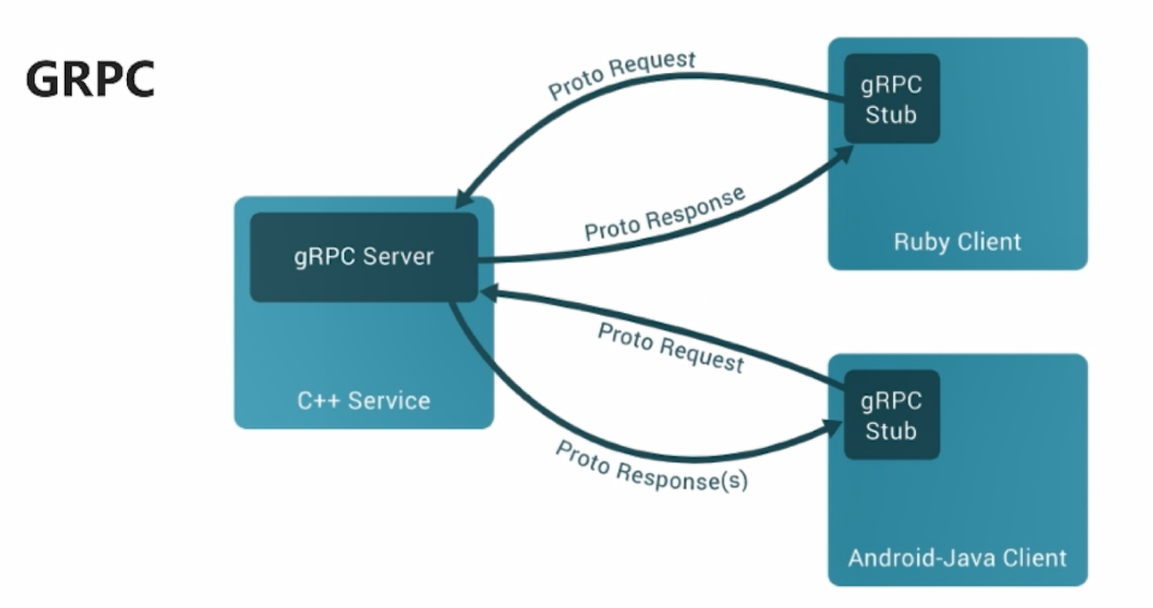 GRPC
Proto Request
gRPC
Stub
Proto Response
Ruby Client
gRPC Server
C++ Service
Proto Request
gRPC
Stub
Proto Response(s)
Android-Java Client